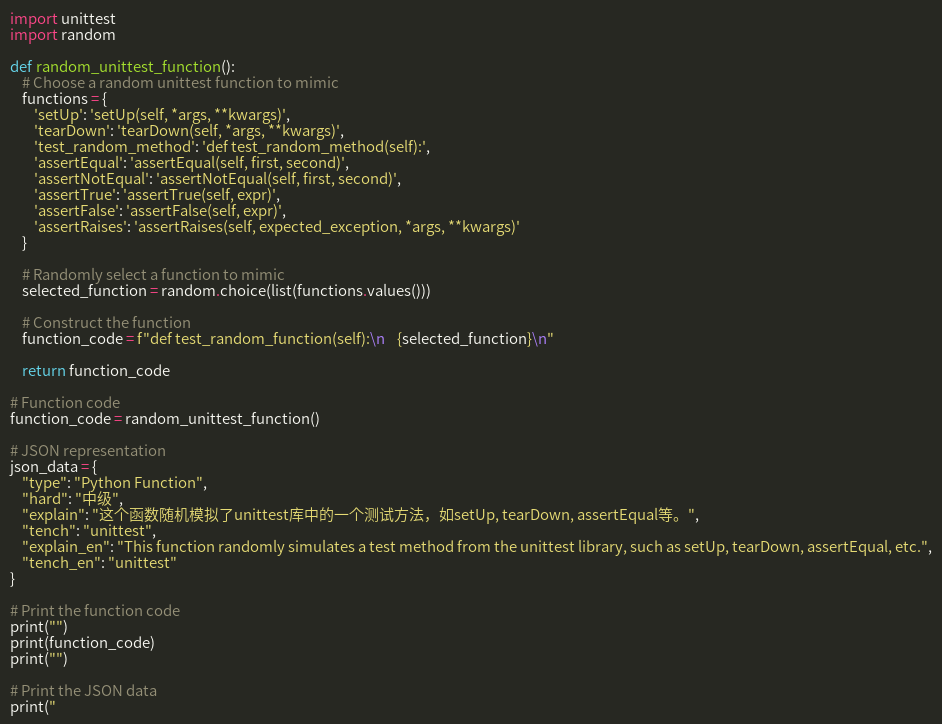 import unittest
import random
def random_unittest_function():
# Choose a random unittest function to mimic
functions = {
'setUp': 'setUp(self, *args, **kwargs)',
'tearDown': 'tearDown(self, *args, **kwargs)',
'test_random_method': 'def test_random_method(self):',
'assertEqual': 'assertEqual(self, first, second)',
'assertNotEqual': 'assertNotEqual(self, first, second)',
'assertTrue': 'assertTrue(self, expr)',
'assertFalse': 'assertFalse(self, expr)',
'assertRaises': 'assertRaises(self, expected_exception, *args, **kwargs)'
}
# Randomly select a function to mimic
selected_function = random.choice(list(functions.values()))
# Construct the function
function_code = f"def test_random_function(self):\n    {selected_function}\n"
return function_code
# Function code
function_code = random_unittest_function()
# JSON representation
json_data = {
"type": "Python Function",
"hard": "中级",
"explain": "这个函数随机模拟了unittest库中的一个测试方法，如setUp, tearDown, assertEqual等。",
"tench": "unittest",
"explain_en": "This function randomly simulates a test method from the unittest library, such as setUp, tearDown, assertEqual, etc.",
"tench_en": "unittest"
}
# Print the function code
print("")
print(function_code)
print("")
# Print the JSON data
print("